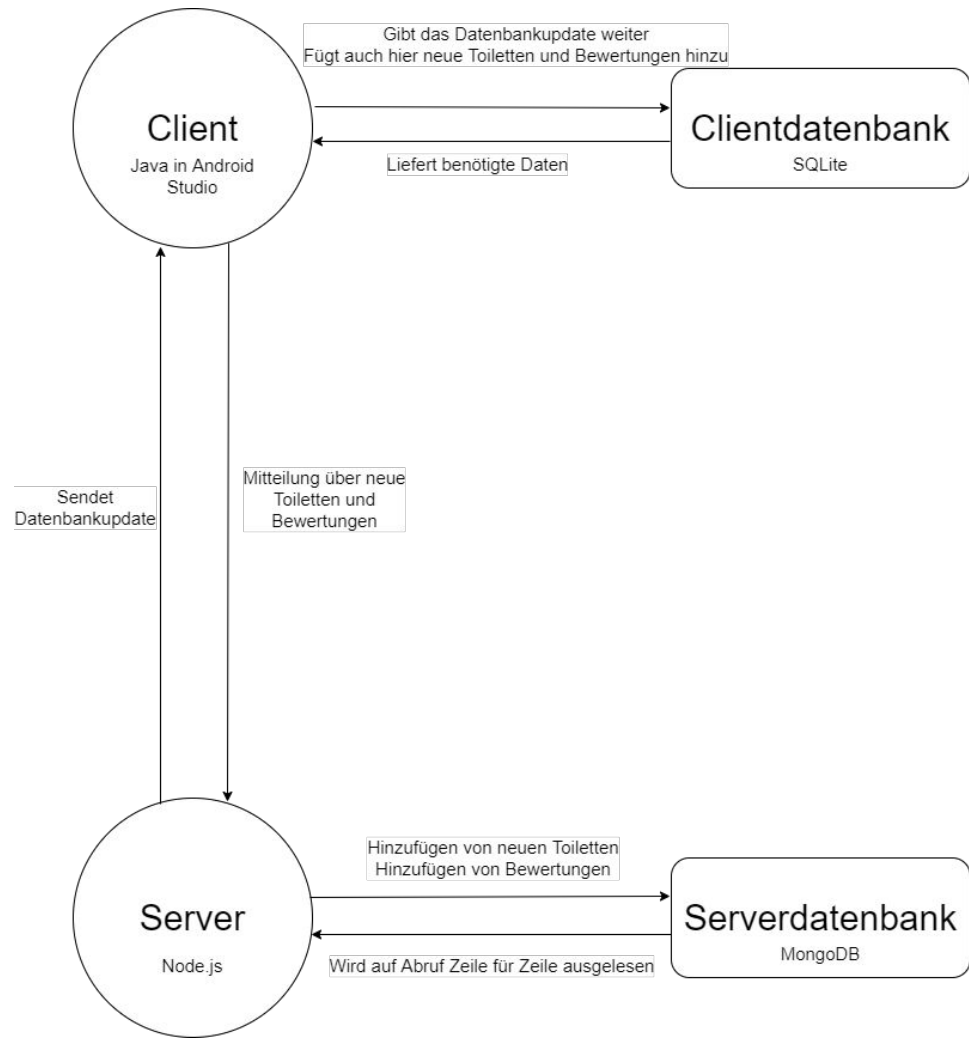 Gibt das Datenbankupdate weiter
Fügt auch hier neue Toiletten und Bewertungen hinzu
Client
Java in Android
Studio
Clientdatenbank
SQLite
Liefert benötigte Daten
Sendet
Datenbankupdate
Mitteilung über neue
Toiletten und
Bewertungen
Hinzufügen von neuen Toiletten
Hinzufügen von Bewertungen
Server
Node.js
Serverdatenbank
MongoDB
Wird auf Abruf Zeile für Zeile ausgelesen